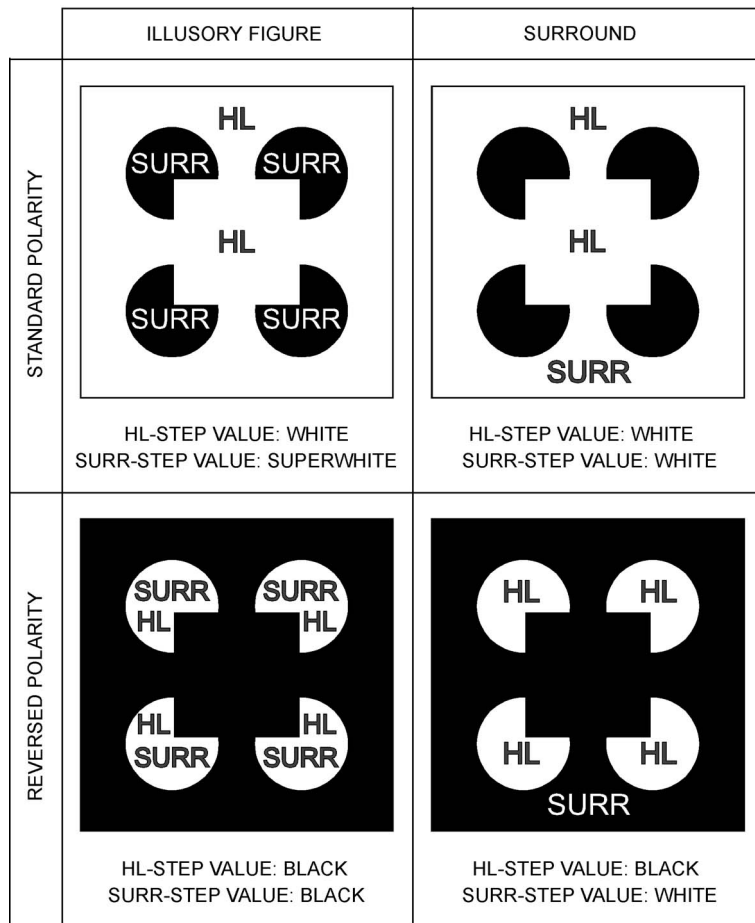 ILLUSORY FIGURE SURROUND
STANDARD POLARITY
HL HL
SURR SURR
HL HL
SURR SURR
SURR
HL-STEP VALUE: WHITE HL-STEP VALUE: WHITE
SURR-STEP VALUE: SUPERWHITE SURR-STEP VALUE: WHITE
REVERSED POLARITY
SURR SURR HL HL
HL HL
HL HL
SURR SURR HL HL
SURR
HL-STEP VALUE: BLACK HL-STEP VALUE: BLACK
SURR-STEP VALUE: BLACK SURR-STEP VALUE: WHITE